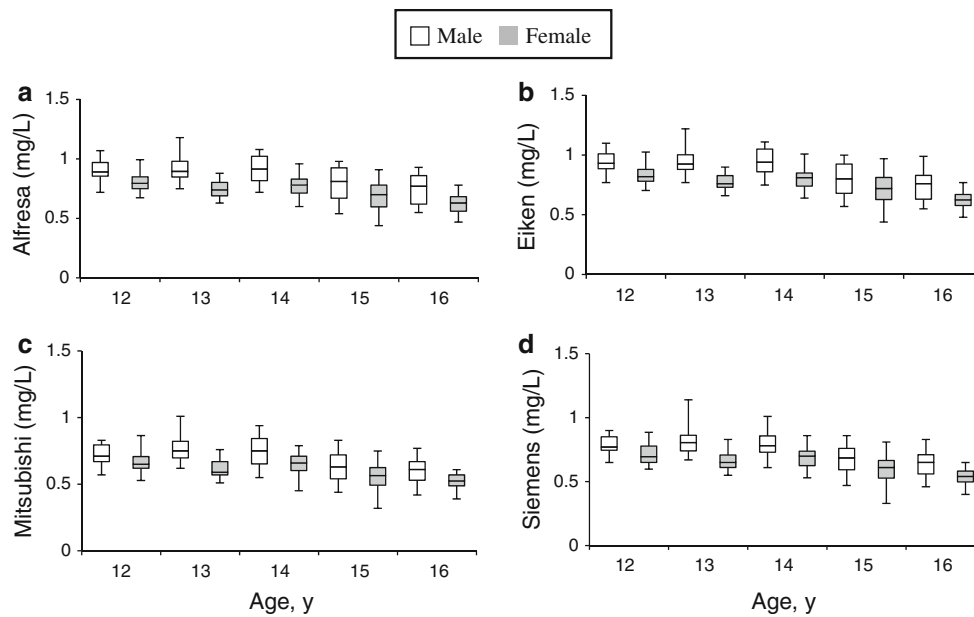 Male Female
a
Alfresa (mg/L)
1.5
1
0.5
0
12 13 14 15 16
b
Eiken (mg/L)
1.5
1
0.5
0
12 13 14 15 16
c
Mitsubishi (mg/L)
1.5
1
0.5
0
12 13 14 15 16
Age, y
d
Siemens (mg/L)
1.5
1
0.5
0
12 13 14 15 16
Age, y